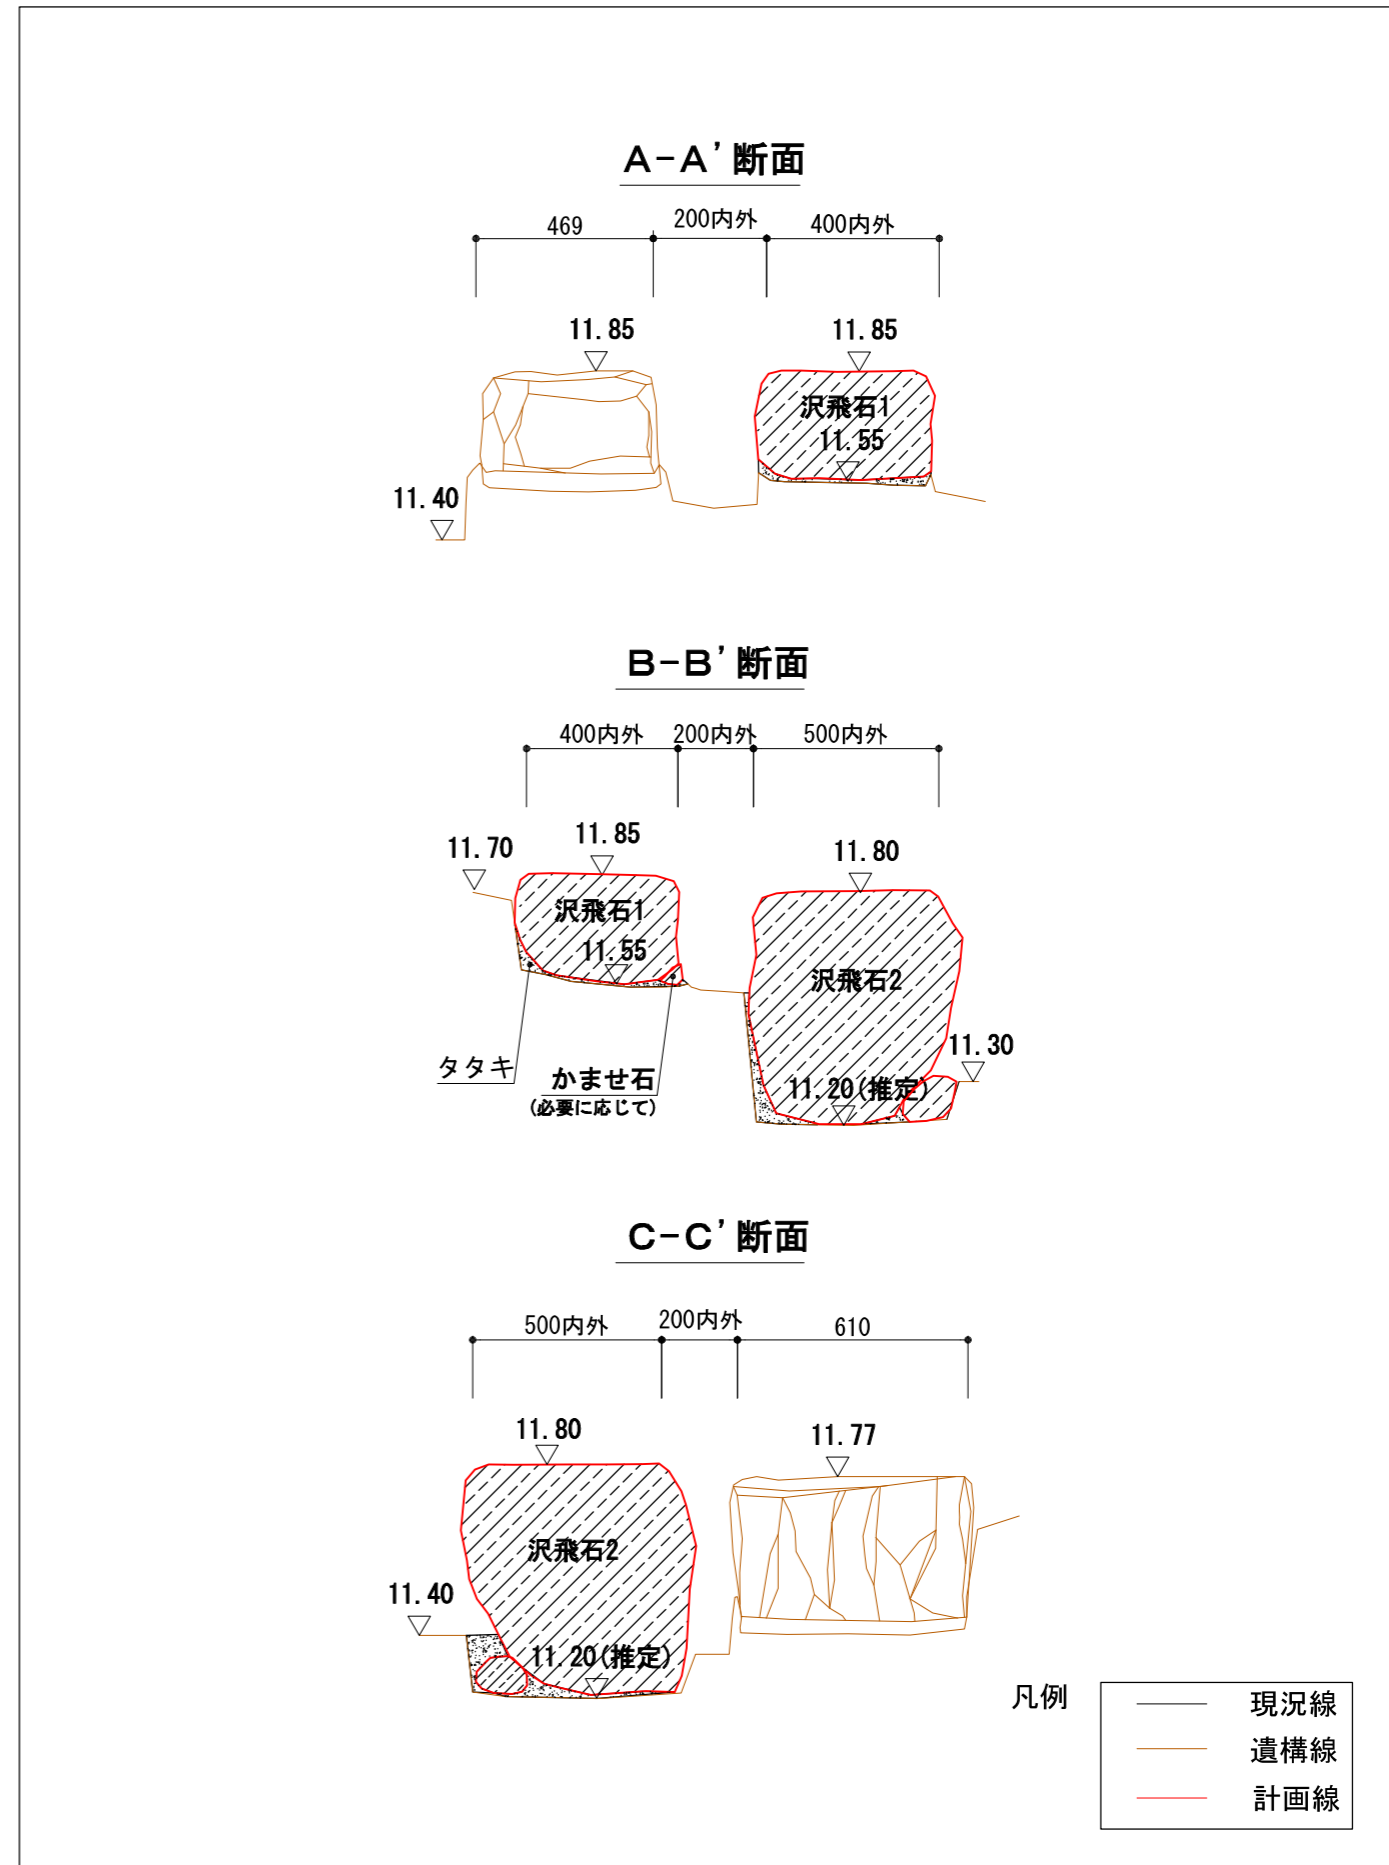 A-A'断面
469 200内外 400内外
11.85 11.85
沢飛石1
11.55
11.40
B-B'断面
400内外 200内外 500内外
11.70 11.85 11.80
沢飛石1
11.55
沢飛石2
11.30
タタキ かませ石 11.20(推定)
(必要に応じて)
C-C'断面
500内外 200内外 610
11.80 11.77
沢飛石2
11.40
11.20(推定)
凡例
現況線
遺構線
計画線